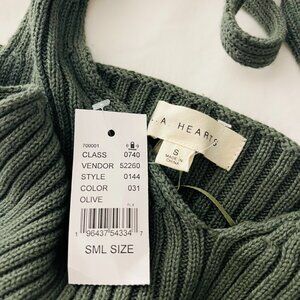 700001
CLASS 0740
VENDOR 52260
STYLE 0144
COLOR 031
OLIVE
1 96437 54334 7
SML SIZE
.A. HEARTS
S
MADE IN
CHINA